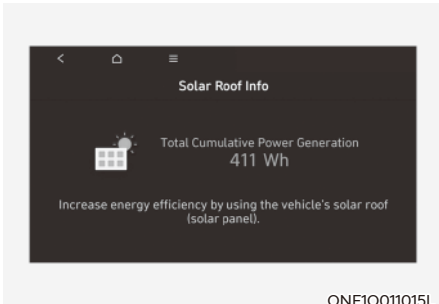 Solar Roof Info
Total Cumulative Power Generation
411 Wh
Increase energy efficiency by using the vehicle's solar roof
(solar panel).